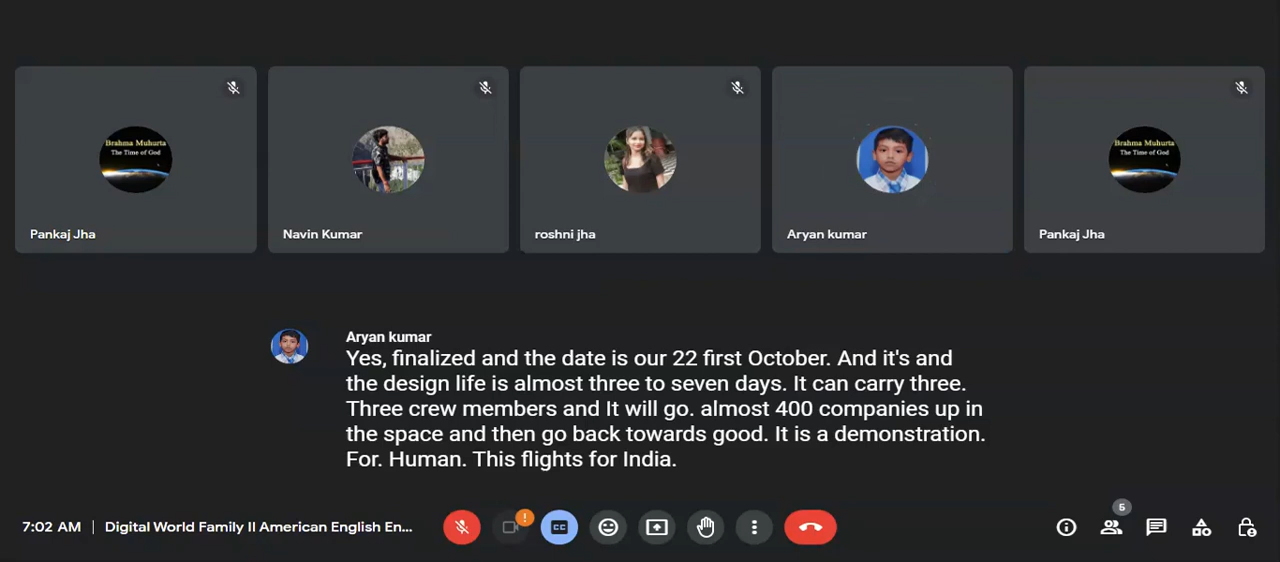 Brahma Muhurta
The Time of God
Pankaj Jha
Navin Kumar
roshni jha
Aryan kumar
Brahma Muhurta
The Time of God
Pankaj Jha
Aryan kumar
Yes, finalized and the date is our 22 first October. And it's and
the design life is almost three to seven days. It can carry three.
Three crew members and It will go. almost 400 companies up in
the space and then go back towards good. It is a demonstration.
For. Human. This flights for India.
7:02 AM | Digital World Family II American English En...
!
CC
5